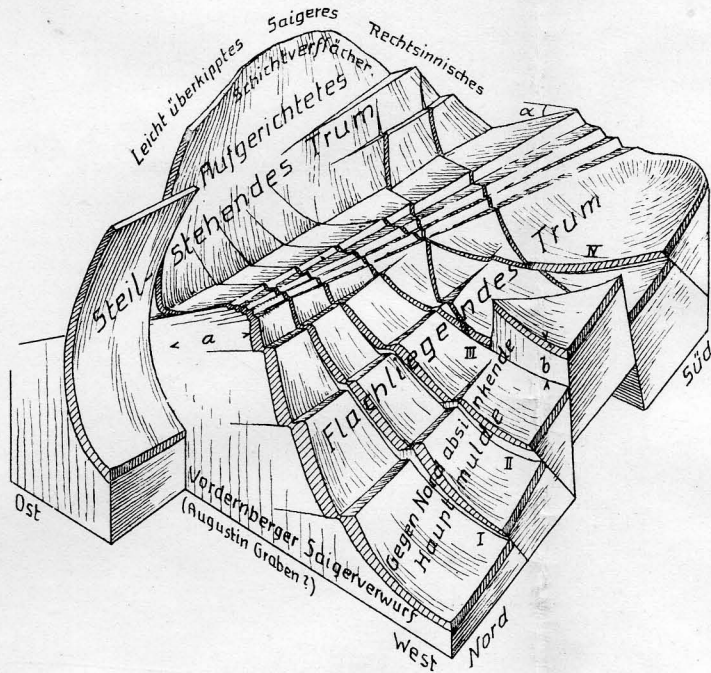 Leicht überkipptes
Saigeres
Rechtsinnisches
Schichtverflächer.
Aufgerichtetes
Steil-stehendes Trum
α
Flachliegendes Trum
IV
III
II
I
a
b
Gegen Nord absinkende
Hauptmulde
Vordernberger Saigerverwurf
(Augustin Graben?)
Ost
West
Nord
Süd